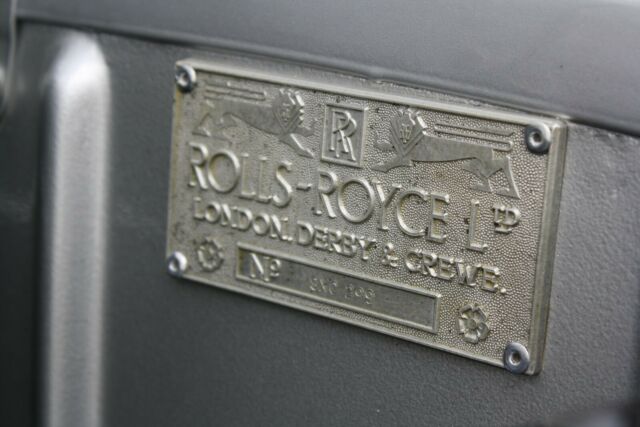 RR
ROLLS-ROYCE LTD
LONDON, DERBY & CREWE.
No